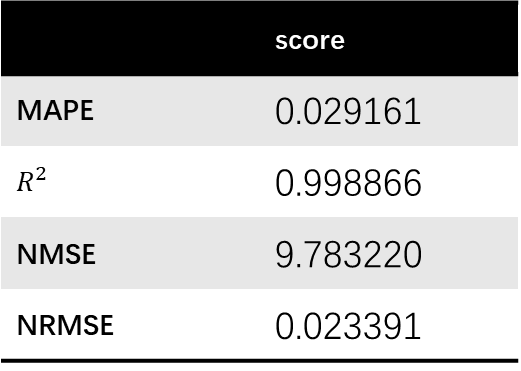 score
MAPE 0.029161
R² 0.998866
NMSE 9.783220
NRMSE 0.023391